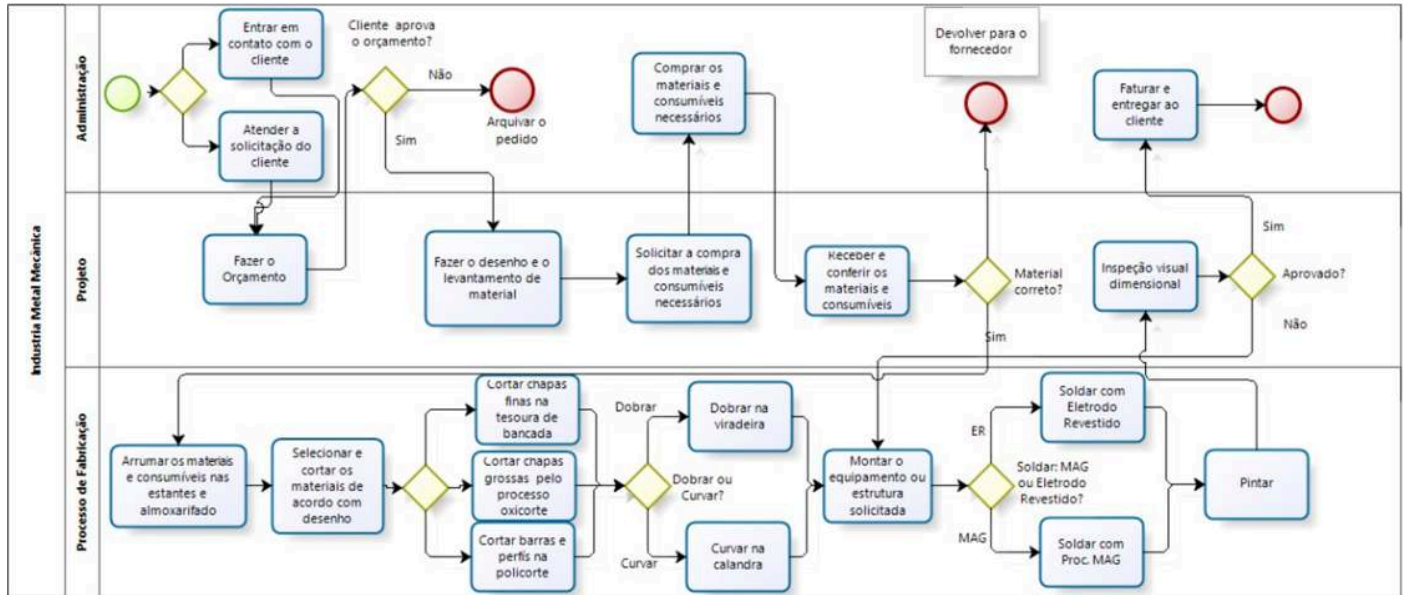 Industria Metal Mecânica
Administração
Entrar em
contato com o
cliente
Atender a
solicitação do
cliente
Cliente aprova
o orçamento?
Não
Sim
Arquivar o
pedido
Comprar os
materiais e
consumíveis
necessários
Devolver para o
fornecedor
Faturar e
entregar ao
cliente
Projeto
Fazer o
Orçamento
Fazer o desenho e o
levantamento de
material
Solicitar a compra
dos materiais e
consumíveis
necessários
Receber e
conferir os
materiais e
consumíveis
Material
correto?
Sim
Inspeção visual
dimensional
Sim
Aprovado?
Não
Processo de Fabricação
Arrumar os materiais
e consumíveis nas
estantes e
almoxarifado
Selecionar e
cortar os
materiais de
acordo com
desenho
Cortar chapas
finas na
tesoura de
bancada
Cortar chapas
grossas pelo
processo
oxicorte
Cortar barras e
perfís na
policorte
Dobrar
Dobrar ou
Curvar?
Curvar
Dobrar na
viradeira
Curvar na
calandra
Montar o
equipamento ou
estrutura
solicitada
ER
Soldar: MAG
ou Eletrodo
Revestido?
MAG
Soldar com
Eletrodo
Revestido
Soldar com
Proc. MAG
Pintar